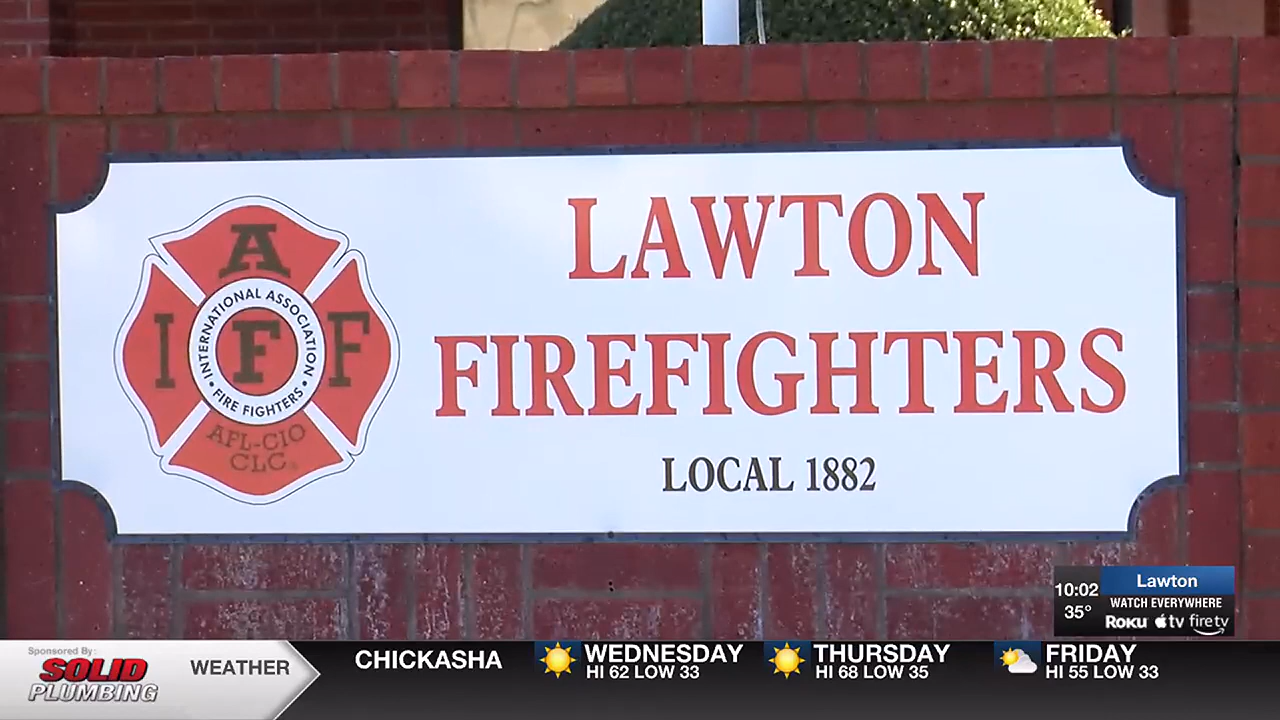 A
I F F
INTERNATIONAL ASSOCIATION
• FIRE FIGHTERS •
AFL-CIO
CLC
LAWTON
FIREFIGHTERS
LOCAL 1882
10:02
35°
Lawton
WATCH EVERYWHERE
Roku tv firetv
Sponsored By:
SOLID
PLUMBING
WEATHER
CHICKASHA
WEDNESDAY
HI 62 LOW 33
THURSDAY
HI 68 LOW 35
FRIDAY
HI 55 LOW 33